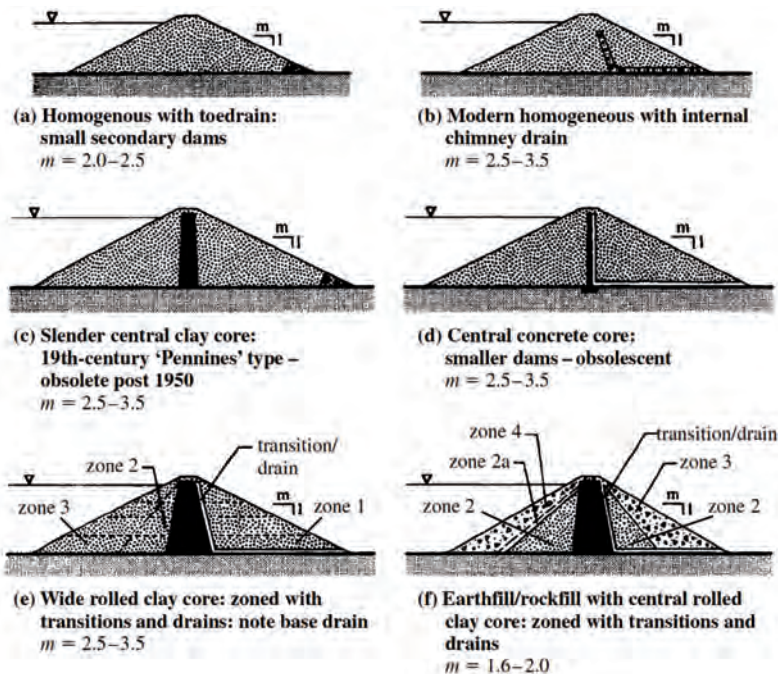 m
1
(a) Homogenous with toedrain:
small secondary dams
m = 2.0–2.5
m
1
(b) Modern homogeneous with internal
chimney drain
m = 2.5–3.5
m
1
(c) Slender central clay core:
19th-century ‘Pennines’ type –
obsolete post 1950
m = 2.5–3.5
m
1
(d) Central concrete core;
smaller dams – obsolescent
m = 2.5–3.5
transition/
drain
zone 2
zone 3
m
1
zone 1
(e) Wide rolled clay core: zoned with
transitions and drains: note base drain
m = 2.5–3.5
zone 4
transition/drain
zone 2a
zone 3
zone 2
m
1
zone 2
(f) Earthfill/rockfill with central rolled
clay core: zoned with transitions and
drains
m = 1.6–2.0